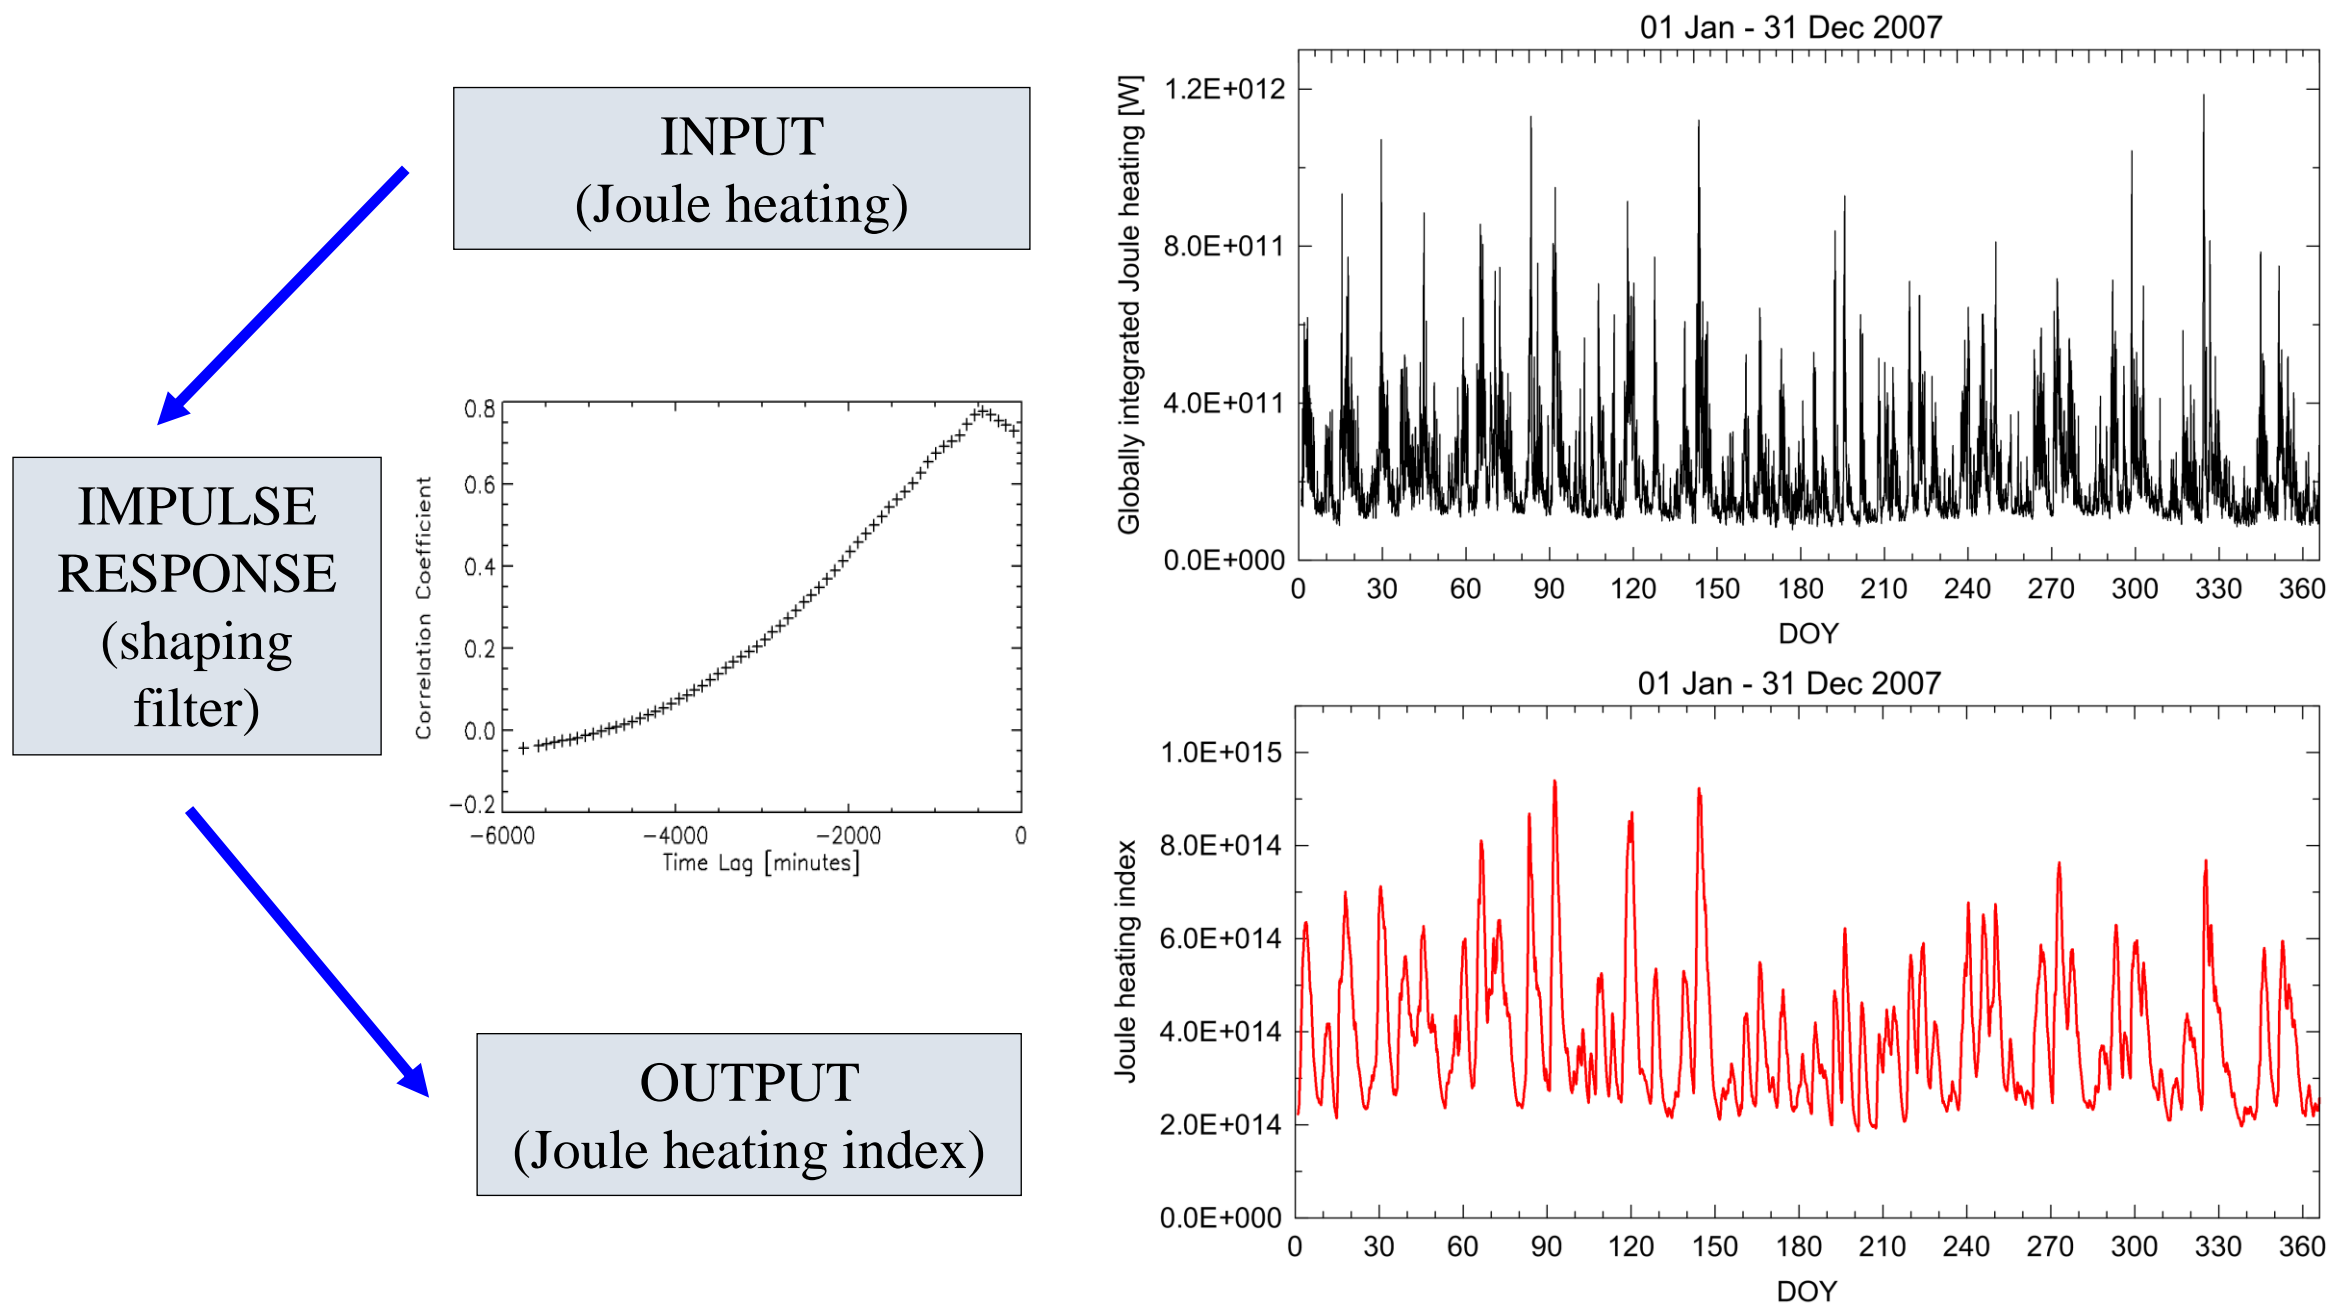 INPUT
(Joule heating)
IMPULSE
RESPONSE
(shaping
filter)
OUTPUT
(Joule heating index)
Correlation Coefficient
0.8
0.6
0.4
0.2
0.0
−0.2
−6000 −4000 −2000 0
Time Lag [minutes]
01 Jan - 31 Dec 2007
Globally integrated Joule heating [W]
1.2E+012
8.0E+011
4.0E+011
0.0E+000
0 30 60 90 120 150 180 210 240 270 300 330 360
DOY
01 Jan - 31 Dec 2007
Joule heating index
1.0E+015
8.0E+014
6.0E+014
4.0E+014
2.0E+014
0.0E+000
0 30 60 90 120 150 180 210 240 270 300 330 360
DOY